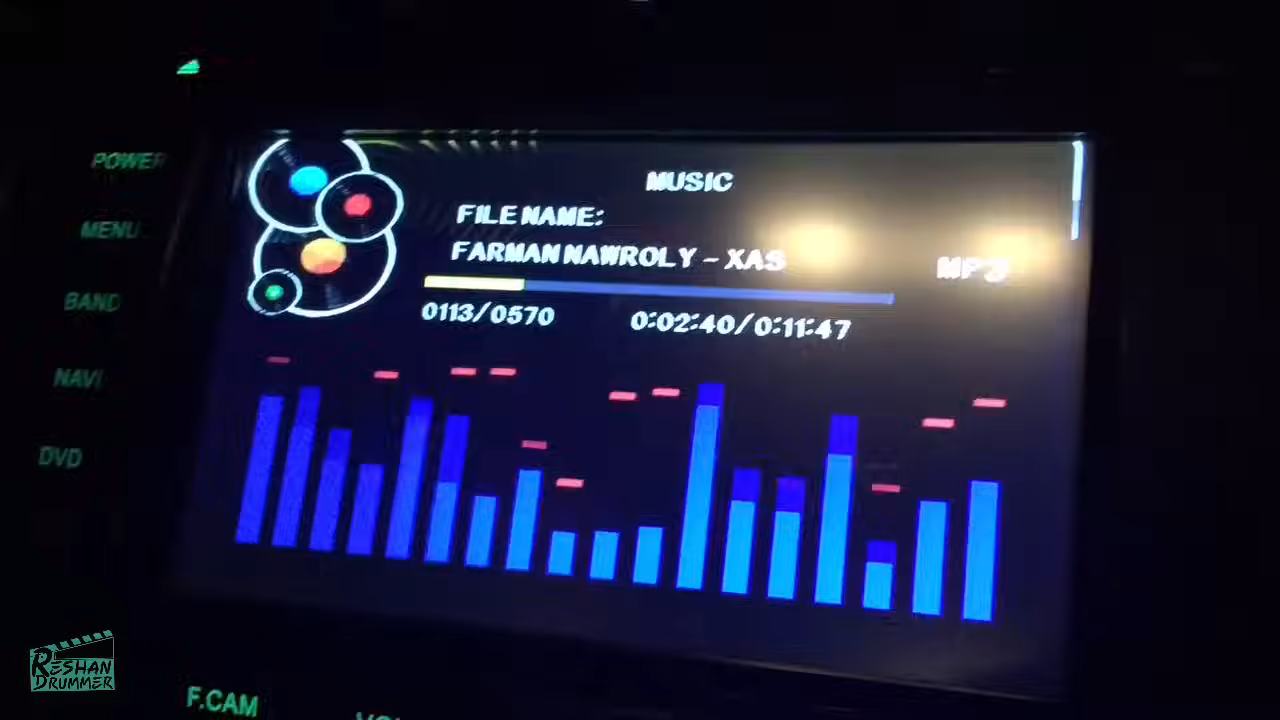 POWER
MENU
BAND
NAVI
DVD
MUSIC
FILE NAME:
FARMAN NAWROLY - XAS
MP3
0113/0570 0:02:40/0:11:47
F.CAM
RESHAN
DRUMMER